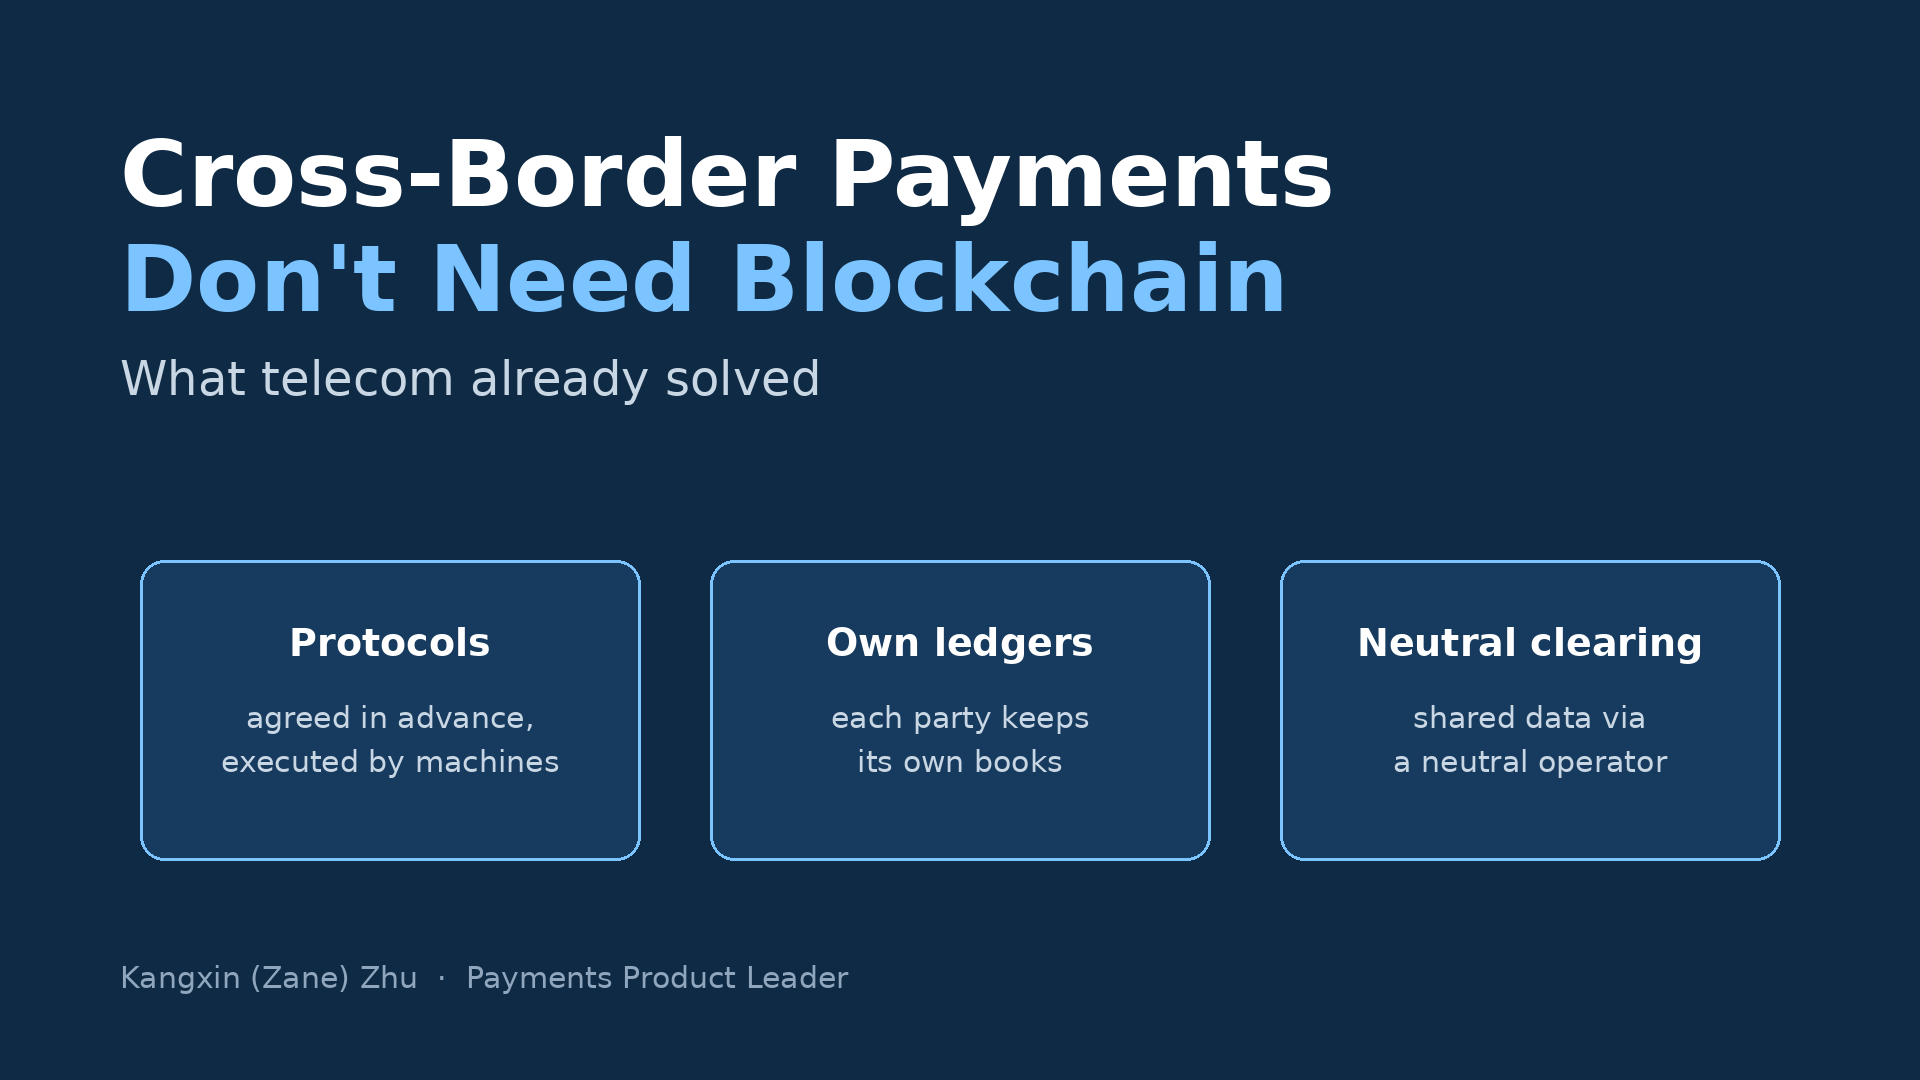 Cross-Border Payments
Don't Need Blockchain
What telecom already solved
Protocols
agreed in advance,
executed by machines
Own ledgers
each party keeps
its own books
Neutral clearing
shared data via
a neutral operator
Kangxin (Zane) Zhu · Payments Product Leader